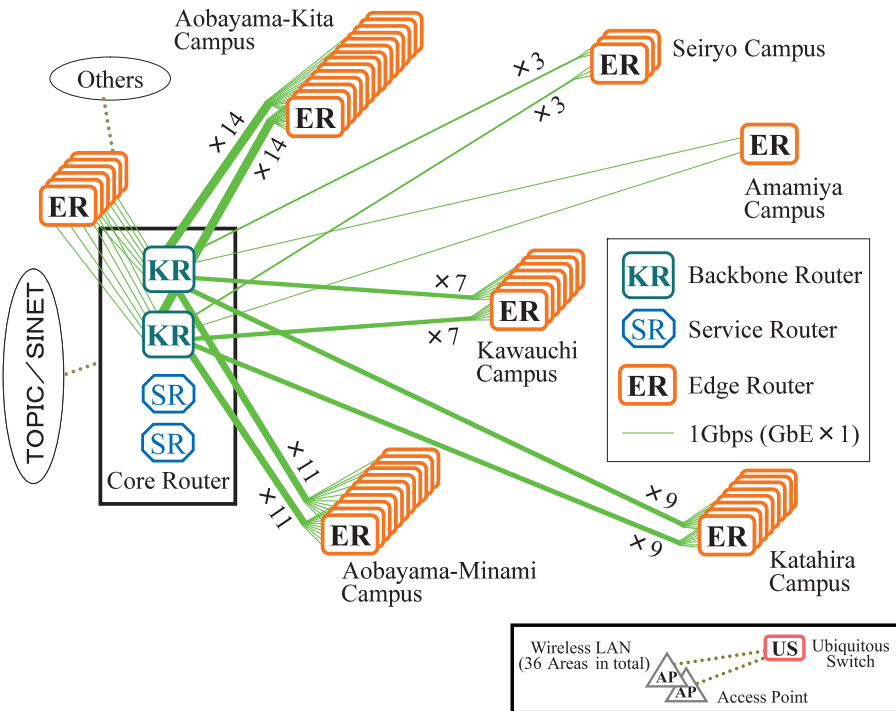 Aobayama-Kita
Campus
Others
×14
×14
ER
ER
×3
×3
ER
Seiryo Campus
ER
Amamiya
Campus
KR
KR
SR
SR
Core Router
TOPIC/SINET
×7
×7
ER
Kawauchi
Campus
KR Backbone Router
SR Service Router
ER Edge Router
1Gbps (GbE×1)
×11
×11
ER
Aobayama-Minami
Campus
×9
×9
ER
Katahira
Campus
Wireless LAN
(36 Areas in total)
AP
AP
Access Point
US
Ubiquitous
Switch